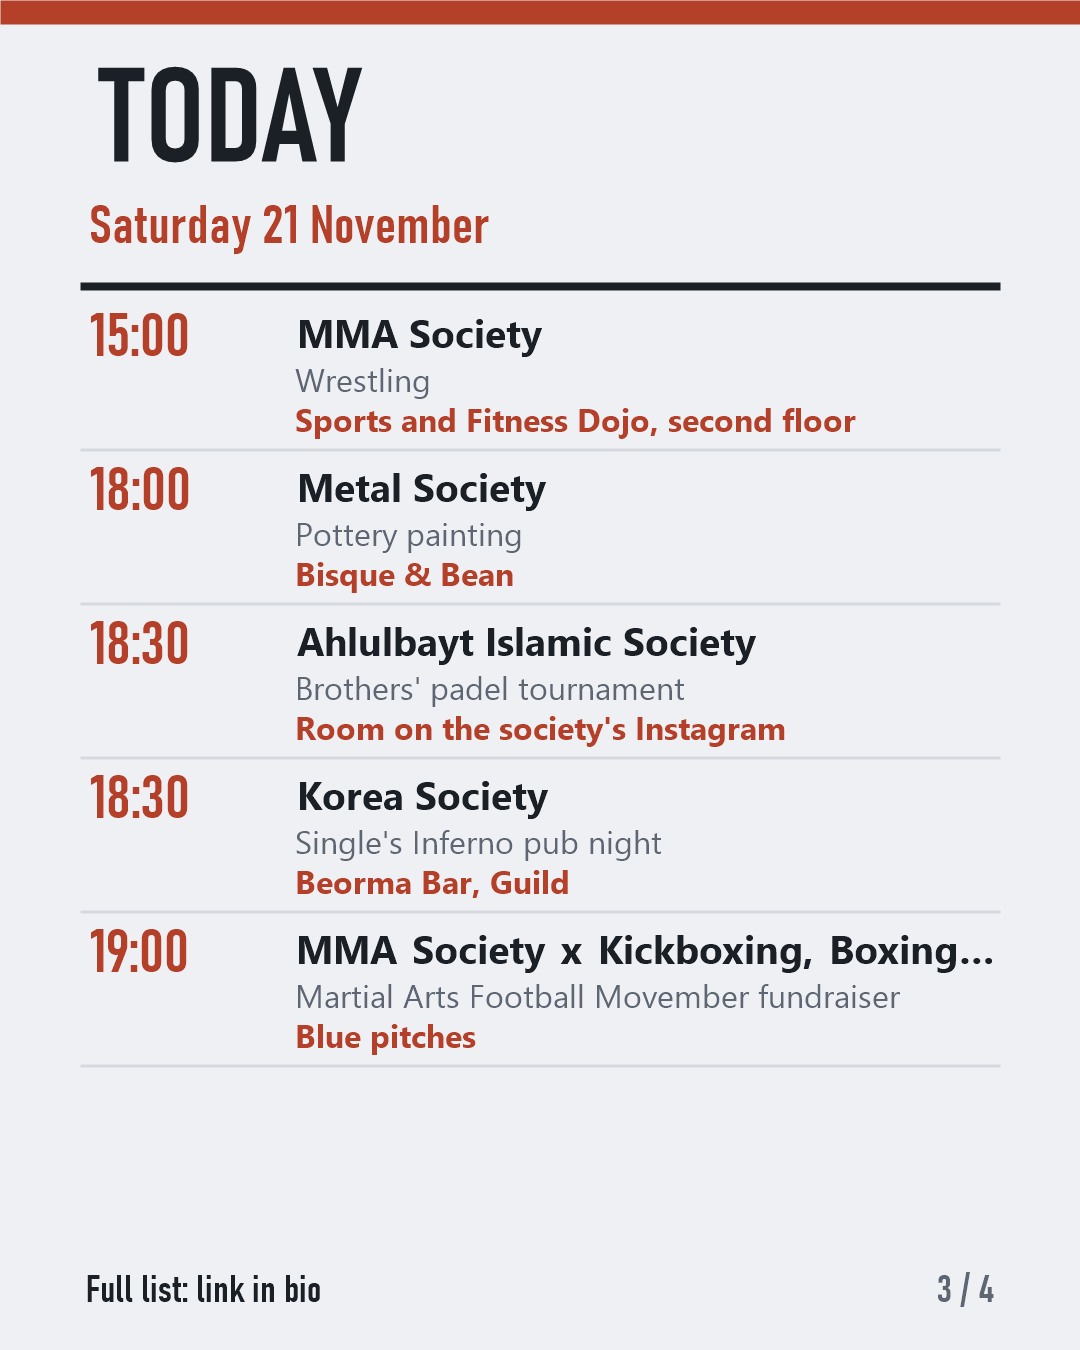 TODAY
Saturday 21 November
15:00
MMA Society
Wrestling
Sports and Fitness Dojo, second floor
18:00
Metal Society
Pottery painting
Bisque & Bean
18:30
Ahlulbayt Islamic Society
Brothers' padel tournament
Room on the society's Instagram
18:30
Korea Society
Single's Inferno pub night
Beorma Bar, Guild
19:00
MMA Society x Kickboxing, Boxing...
Martial Arts Football Movember fundraiser
Blue pitches
Full list: link in bio
3 / 4